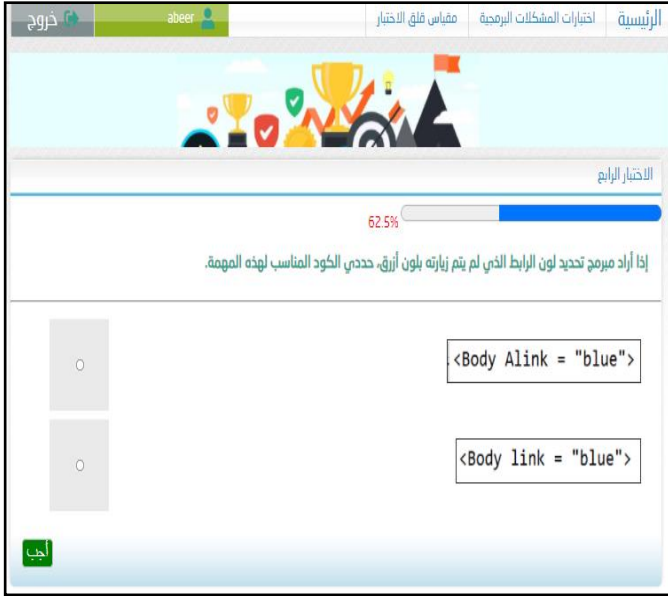 الرئيسية اختبارات المشكلات البرمجية مقياس قلق الاختبار abeer خروج
الاختبار الرابع
62.5%
إذا أراد مبرمج تحديد لون الرابط الذي لم يتم زيارته بلون أزرق، حددي الكود المناسب لهذه المهمة.
.<Body Alink = "blue">
<Body link = "blue">
أجب